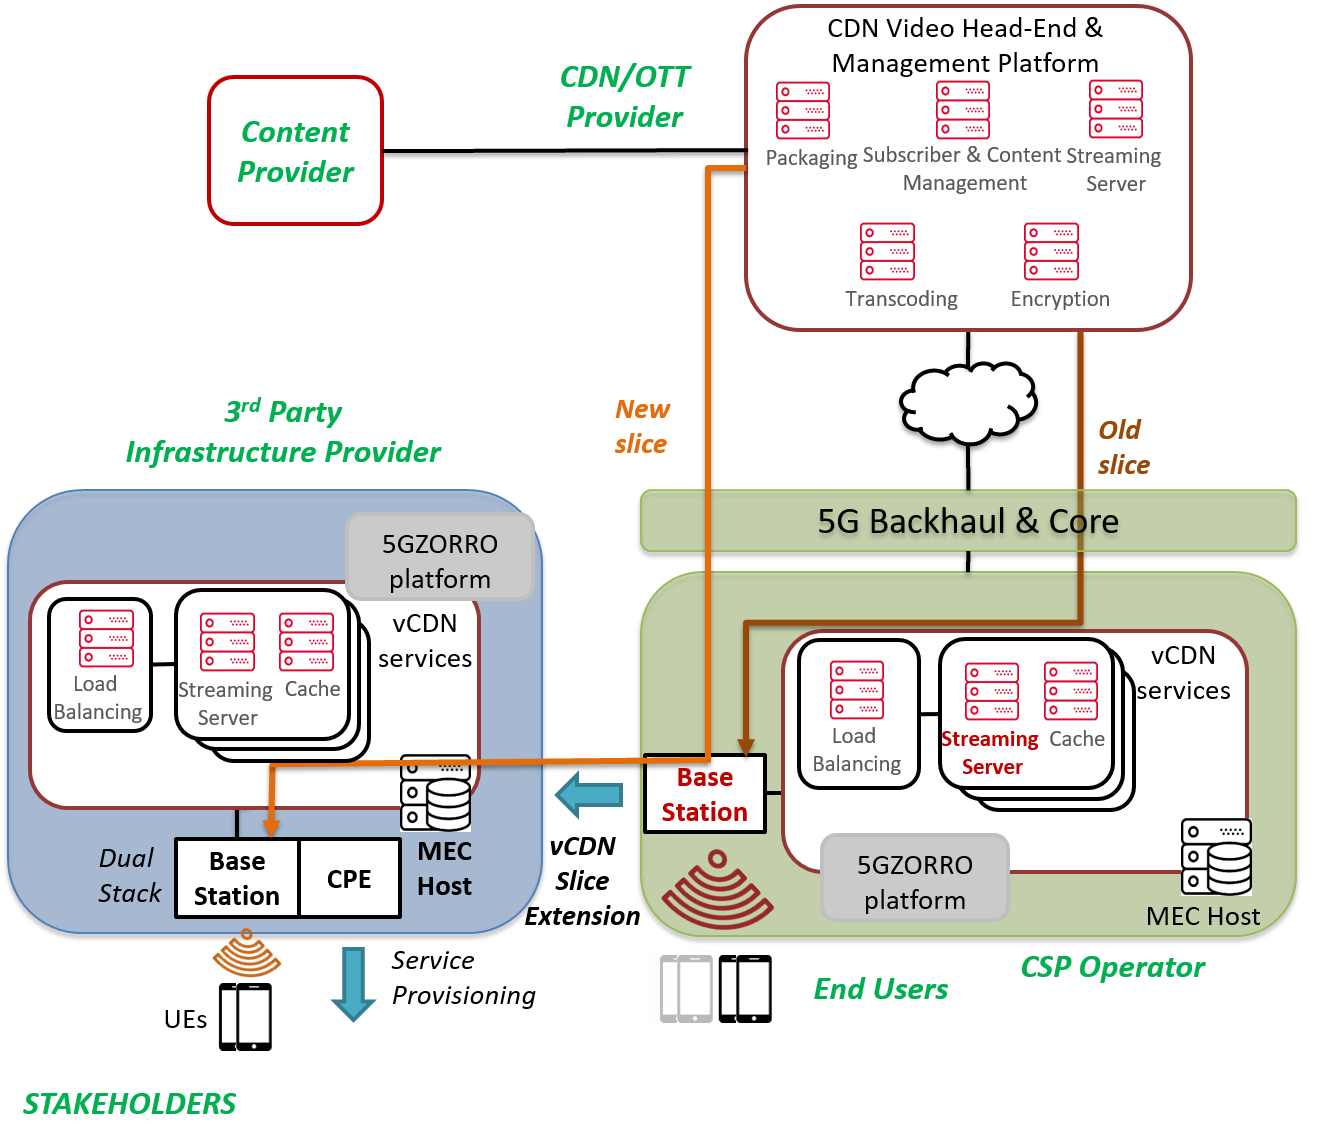 CDN Video Head-End &
Management Platform
CDN/OTT
Provider
Content
Provider
Packaging
Subscriber & Content
Management
Streaming
Server
Transcoding
Encryption
New
slice
Old
slice
3rd Party
Infrastructure Provider
5G Backhaul & Core
5GZORRO
platform
vCDN
services
Load
Balancing
Streaming
Server
Cache
vCDN
services
Load
Balancing
Streaming
Server
Cache
Base
Station
MEC
Host
Dual
Stack
Base
Station
CPE
vCDN
Slice
Extension
5GZORRO
platform
MEC Host
CSP Operator
End Users
Service
Provisioning
UEs
STAKEHOLDERS